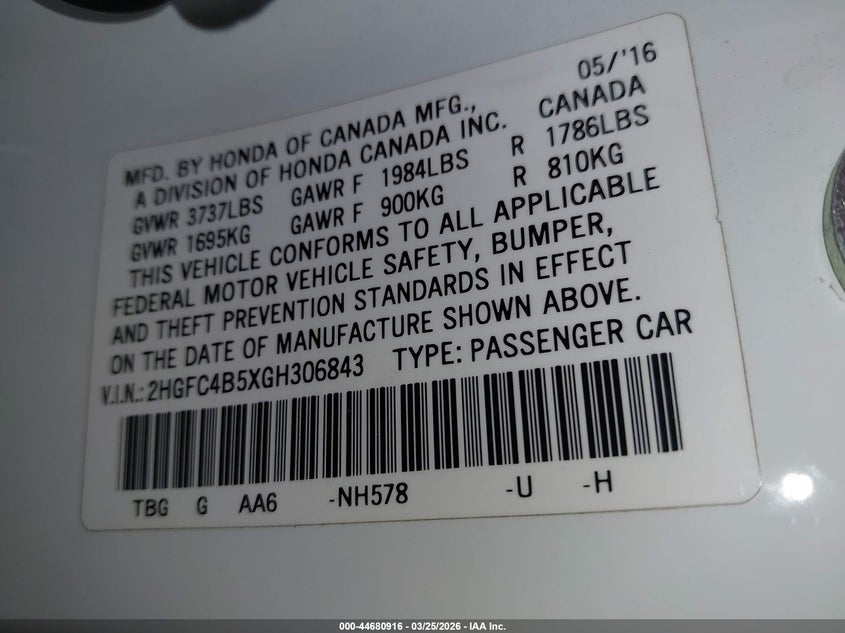 05/'16
MFD. BY HONDA OF CANADA MFG.,
A DIVISION OF HONDA CANADA INC. CANADA
GVWR 3737LBS GAWR F 1984LBS R 1786LBS
GVWR 1695KG GAWR F 900KG R 810KG
THIS VEHICLE CONFORMS TO ALL APPLICABLE
FEDERAL MOTOR VEHICLE SAFETY, BUMPER,
AND THEFT PREVENTION STANDARDS IN EFFECT
ON THE DATE OF MANUFACTURE SHOWN ABOVE.
V.I.N.: 2HGFC4B5XGH306843 TYPE: PASSENGER CAR
TBG G AA6 -NH578 -U -H
000-44680916 - 03/25/2026 - IAA Inc.